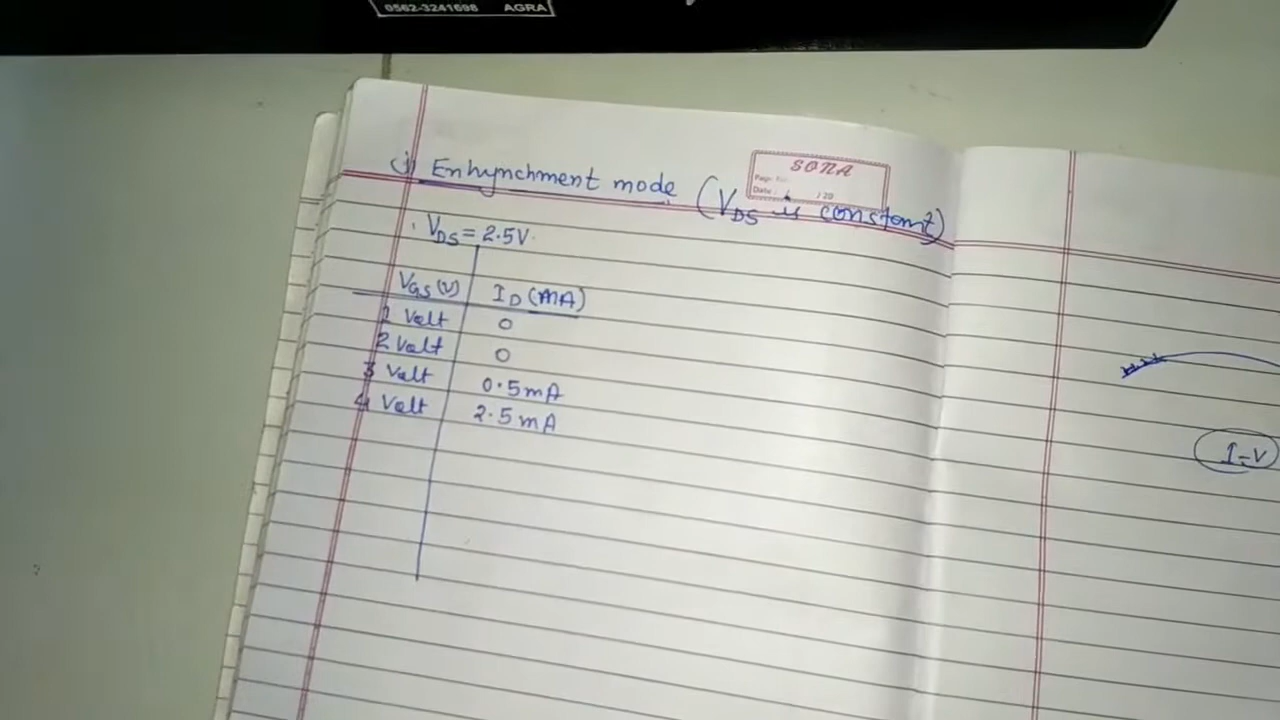 0562-3241698 AGRA
SONA
Page No.
Date : / / 20
(i) Enhynchment mode (VDS is constant)
VDS = 2.5V.
VGS (V) ID (mA)
1 Volt 0
2 Volt 0
3 Volt 0.5mA
4 Volt 2.5mA
I-V